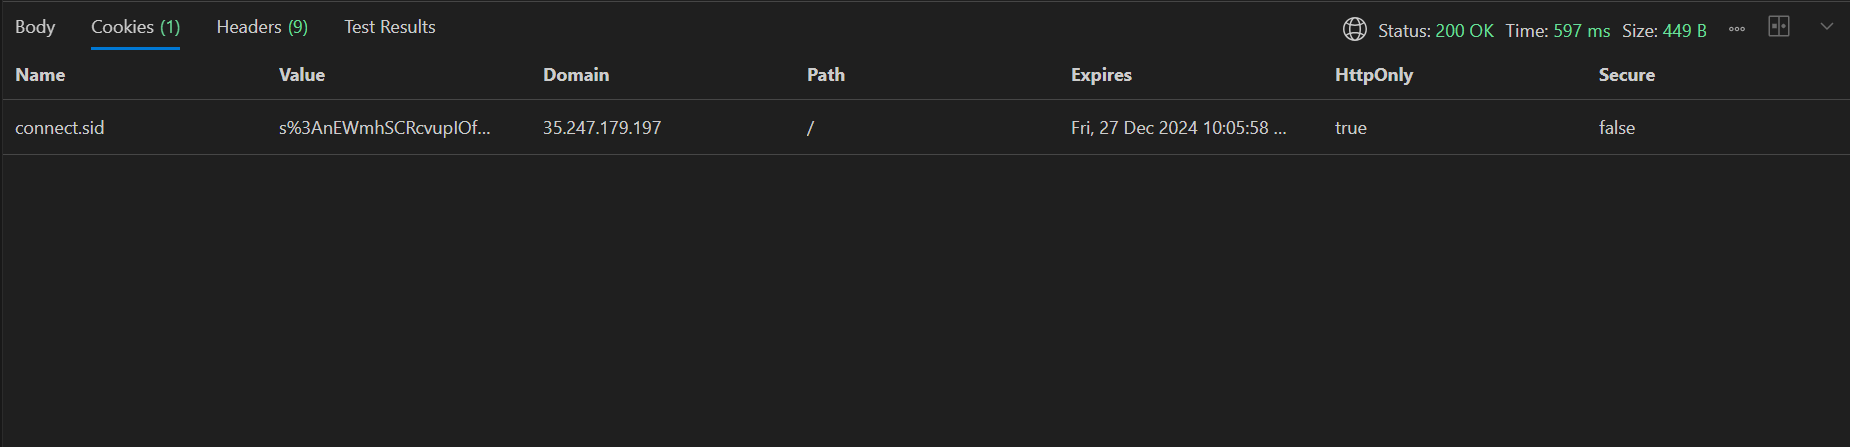 Body Cookies (1) Headers (9) Test Results Status: 200 OK Time: 597 ms Size: 449 B
Name Value Domain Path Expires HttpOnly Secure
connect.sid s%3AnEWmhSCRcvupIOf... 35.247.179.197 / Fri, 27 Dec 2024 10:05:58 ... true false